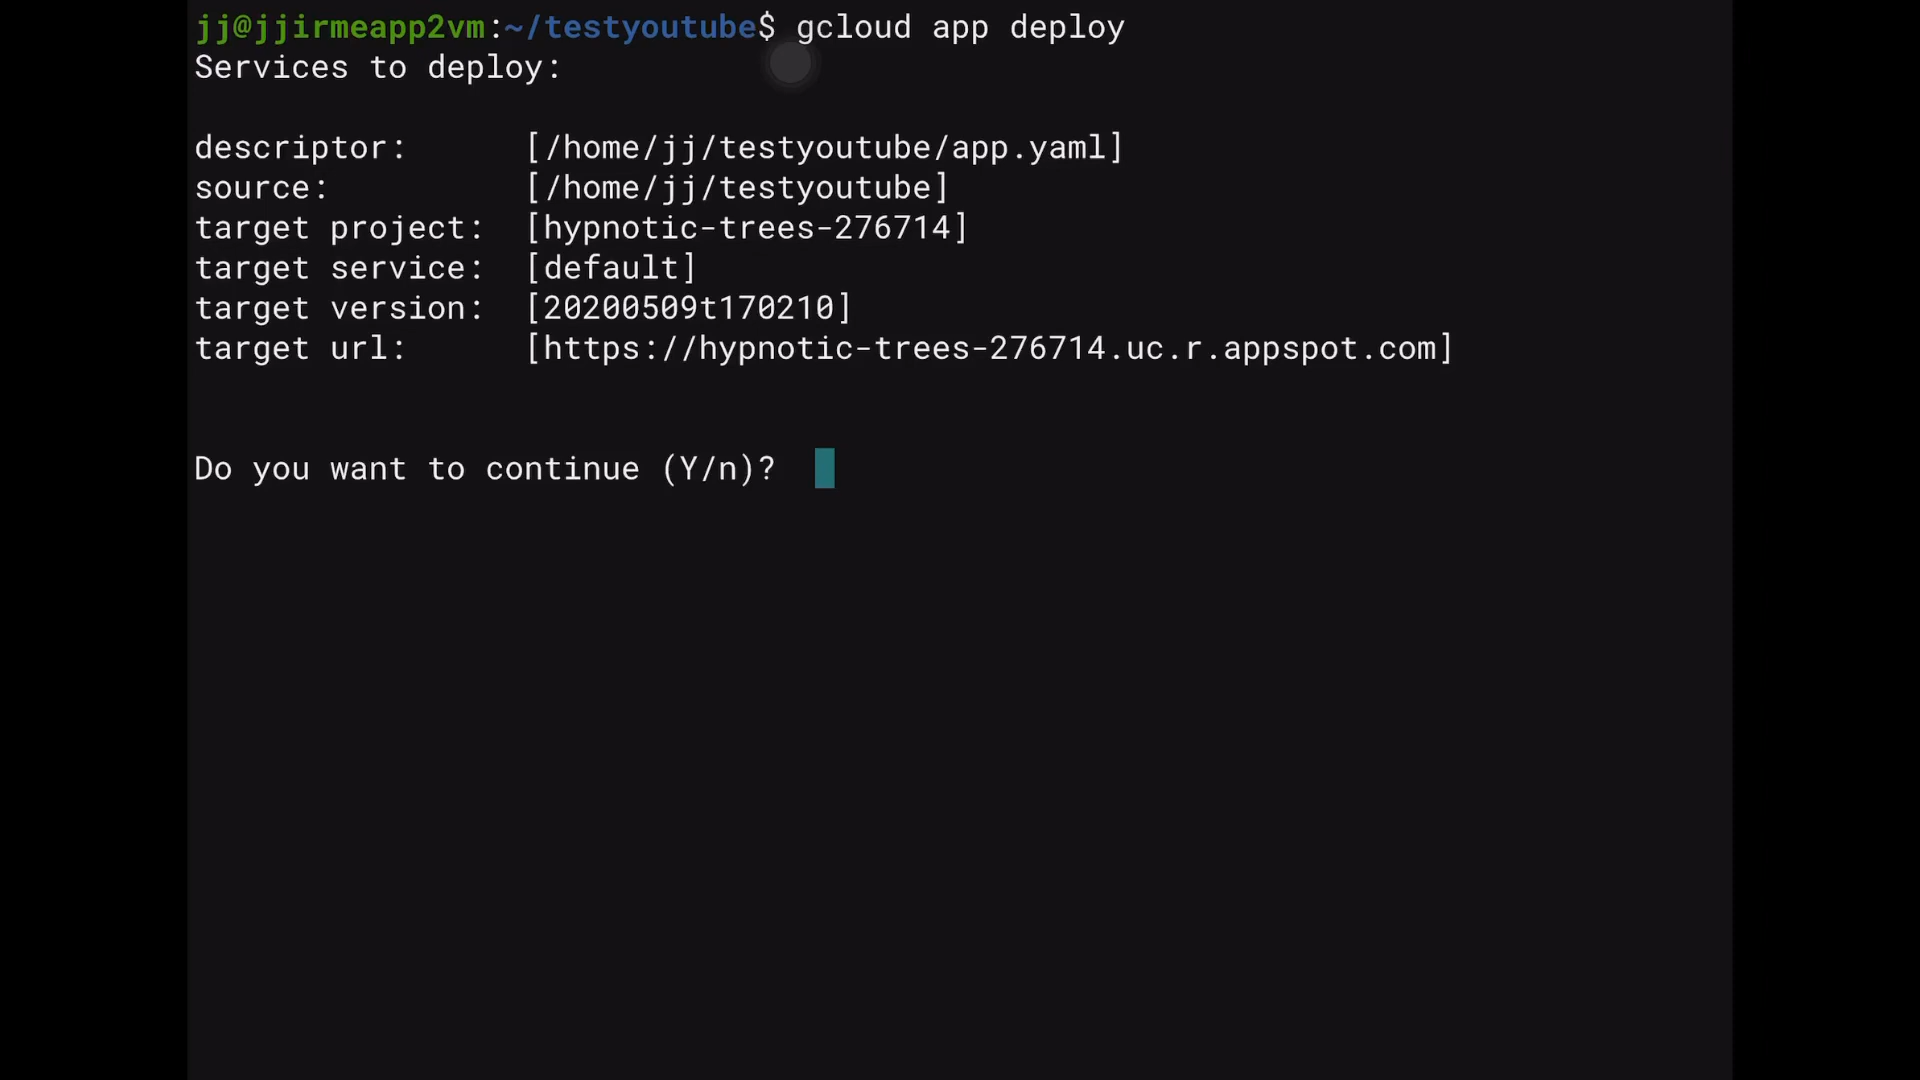 jj@jjirmeapp2vm:~/testyoutube$ gcloud app deploy
Services to deploy:
descriptor:      [/home/jj/testyoutube/app.yaml]
source:          [/home/jj/testyoutube]
target project:  [hypnotic-trees-276714]
target service:  [default]
target version:  [20200509t170210]
target url:      [https://hypnotic-trees-276714.uc.r.appspot.com]
Do you want to continue (Y/n)?